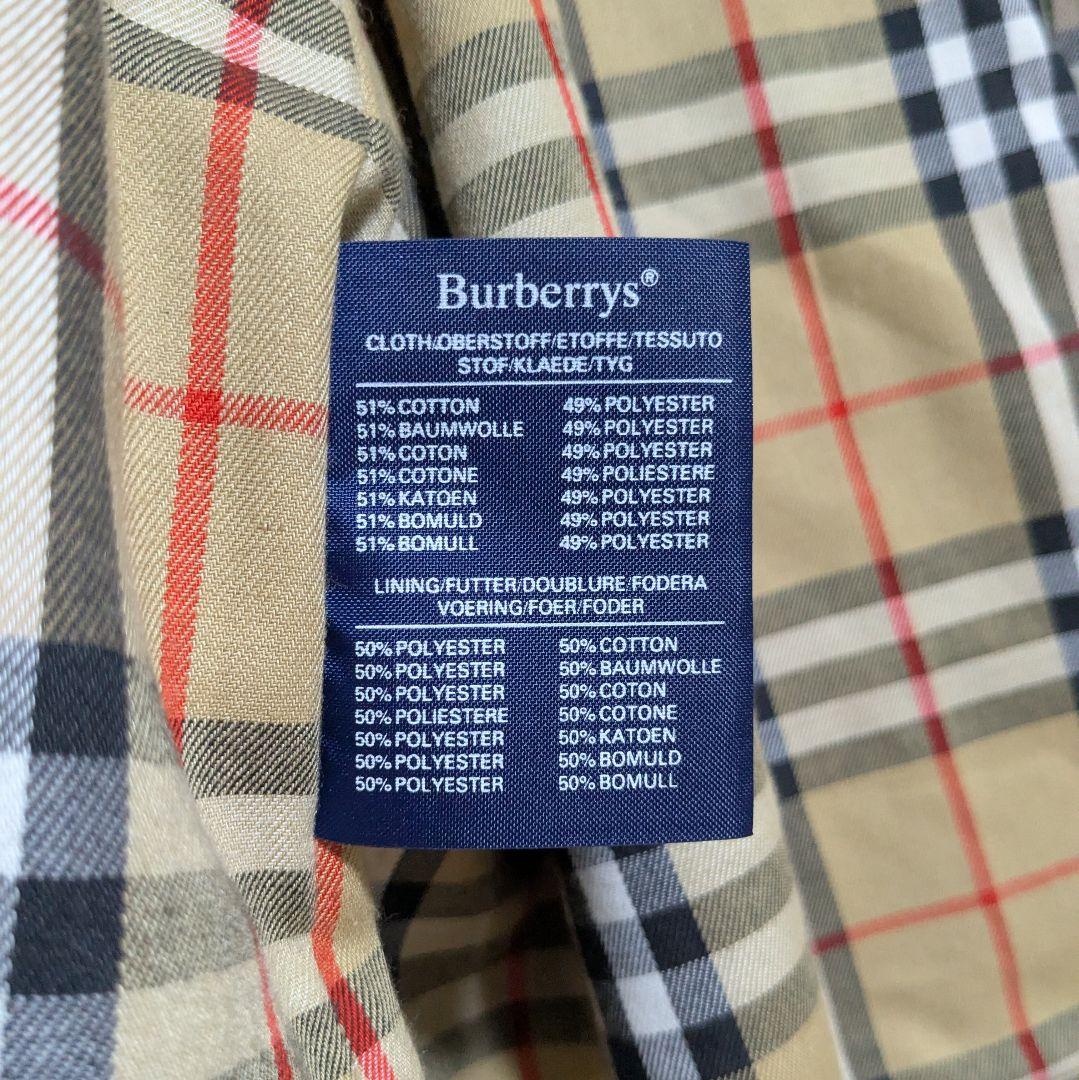 Burberrys®
CLOTH/OBERSTOFF/ETOFFE/TESSUTO
STOF/KLAEDE/TYG
51% COTTON 49% POLYESTER
51% BAUMWOLLE 49% POLYESTER
51% COTON 49% POLYESTER
51% COTONE 49% POLIESTERE
51% KATOEN 49% POLYESTER
51% BOMULD 49% POLYESTER
51% BOMULL 49% POLYESTER
LINING/FUTTER/DOUBLURE/FODERA
VOERING/FOER/FODER
50% POLYESTER 50% COTTON
50% POLYESTER 50% BAUMWOLLE
50% POLYESTER 50% COTON
50% POLIESTERE 50% COTONE
50% POLYESTER 50% KATOEN
50% POLYESTER 50% BOMULD
50% POLYESTER 50% BOMULL